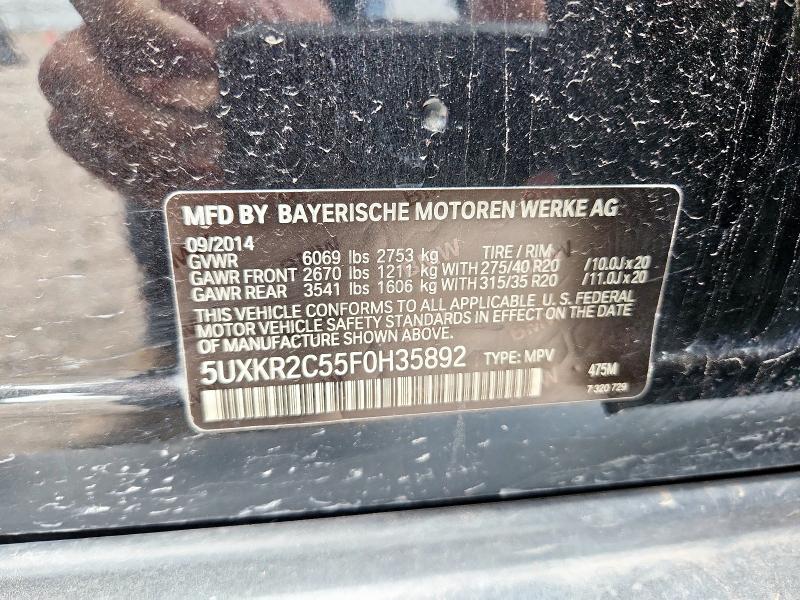 MFD BY BAYERISCHE MOTOREN WERKE AG
09/2014 TIRE / RIM
GVWR 6069 lbs 2753 kg
GAWR FRONT 2670 lbs 1211 kg WITH 275/40 R20 /10.0J x 20
GAWR REAR 3541 lbs 1606 kg WITH 315/35 R20 /11.0J x 20
THIS VEHICLE CONFORMS TO ALL APPLICABLE U. S. FEDERAL
MOTOR VEHICLE SAFETY STANDARDS IN EFFECT ON THE DATE
OF MANUFACTURE SHOWN ABOVE.
5UXKR2C55F0H35892 TYPE: MPV 475M
7 320 729